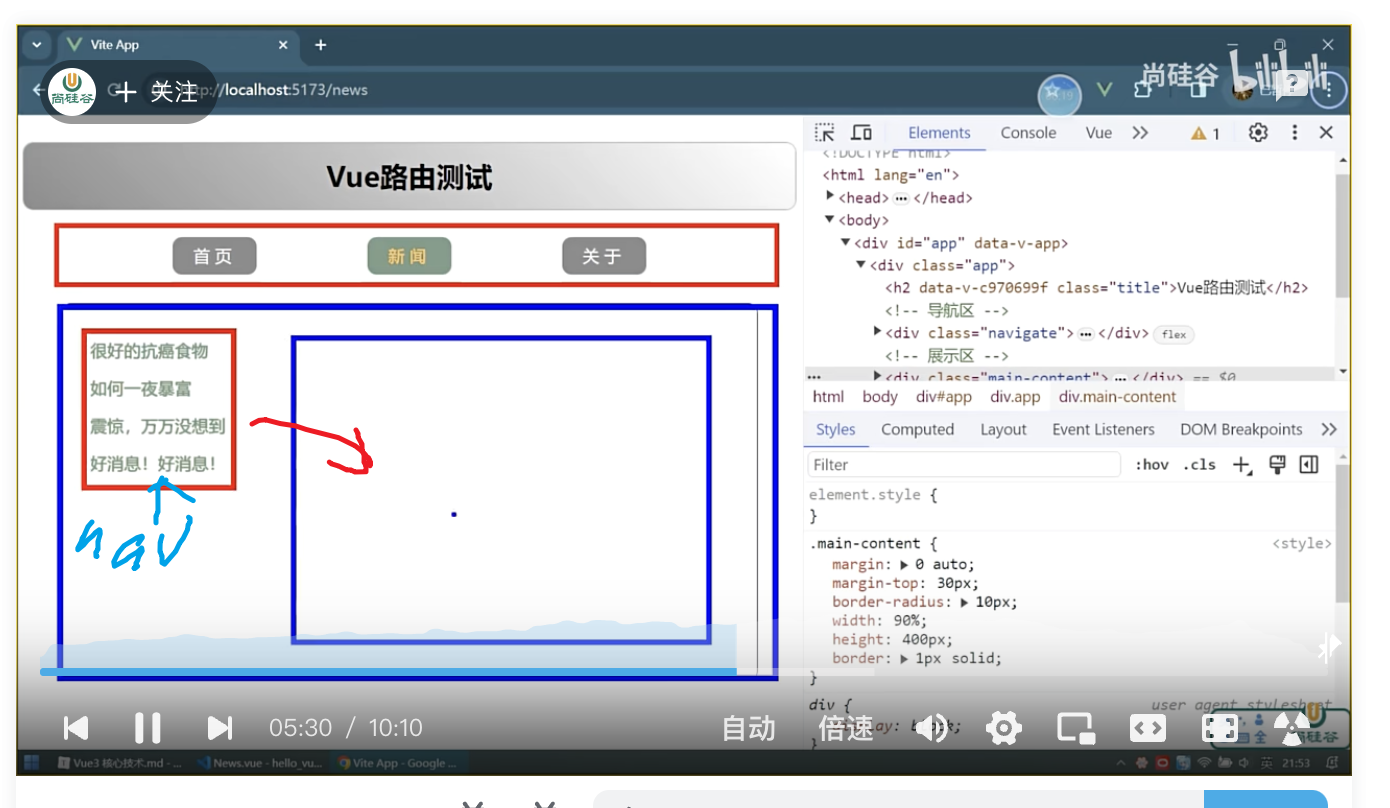 Vite App
关注
http://localhost:5173/news
尚硅谷
bilibili
尚硅谷
Elements Console Vue 1
Vue路由测试
首页 新闻 关于
很好的抗癌食物
如何一夜暴富
震惊，万万没想到
好消息！好消息！
nav
<!DOCTYPE html>
<html lang="en">
<head> ⋯ </head>
<body>
<div id="app" data-v-app>
<div class="app">
<h2 data-v-c970699f class="title">Vue路由测试</h2>
<!-- 导航区 -->
<div class="navigate"> ⋯ </div> flex
<!-- 展示区 -->
<div class="main-content"> ⋯ </div> == $0
html body div#app div.app div.main-content
Styles Computed Layout Event Listeners DOM Breakpoints
Filter :hov .cls
element.style {
}
.main-content { <style>
margin: 0 auto;
margin-top: 30px;
border-radius: 10px;
width: 90%;
height: 400px;
border: 1px solid;
}
div { user agent stylesheet
display: block;
}
05:30 / 10:10 自动 倍速
尚硅谷
Vue3 核心技术.md - ... News.vue - hello_vu... Vite App - Google ... 英 21:53